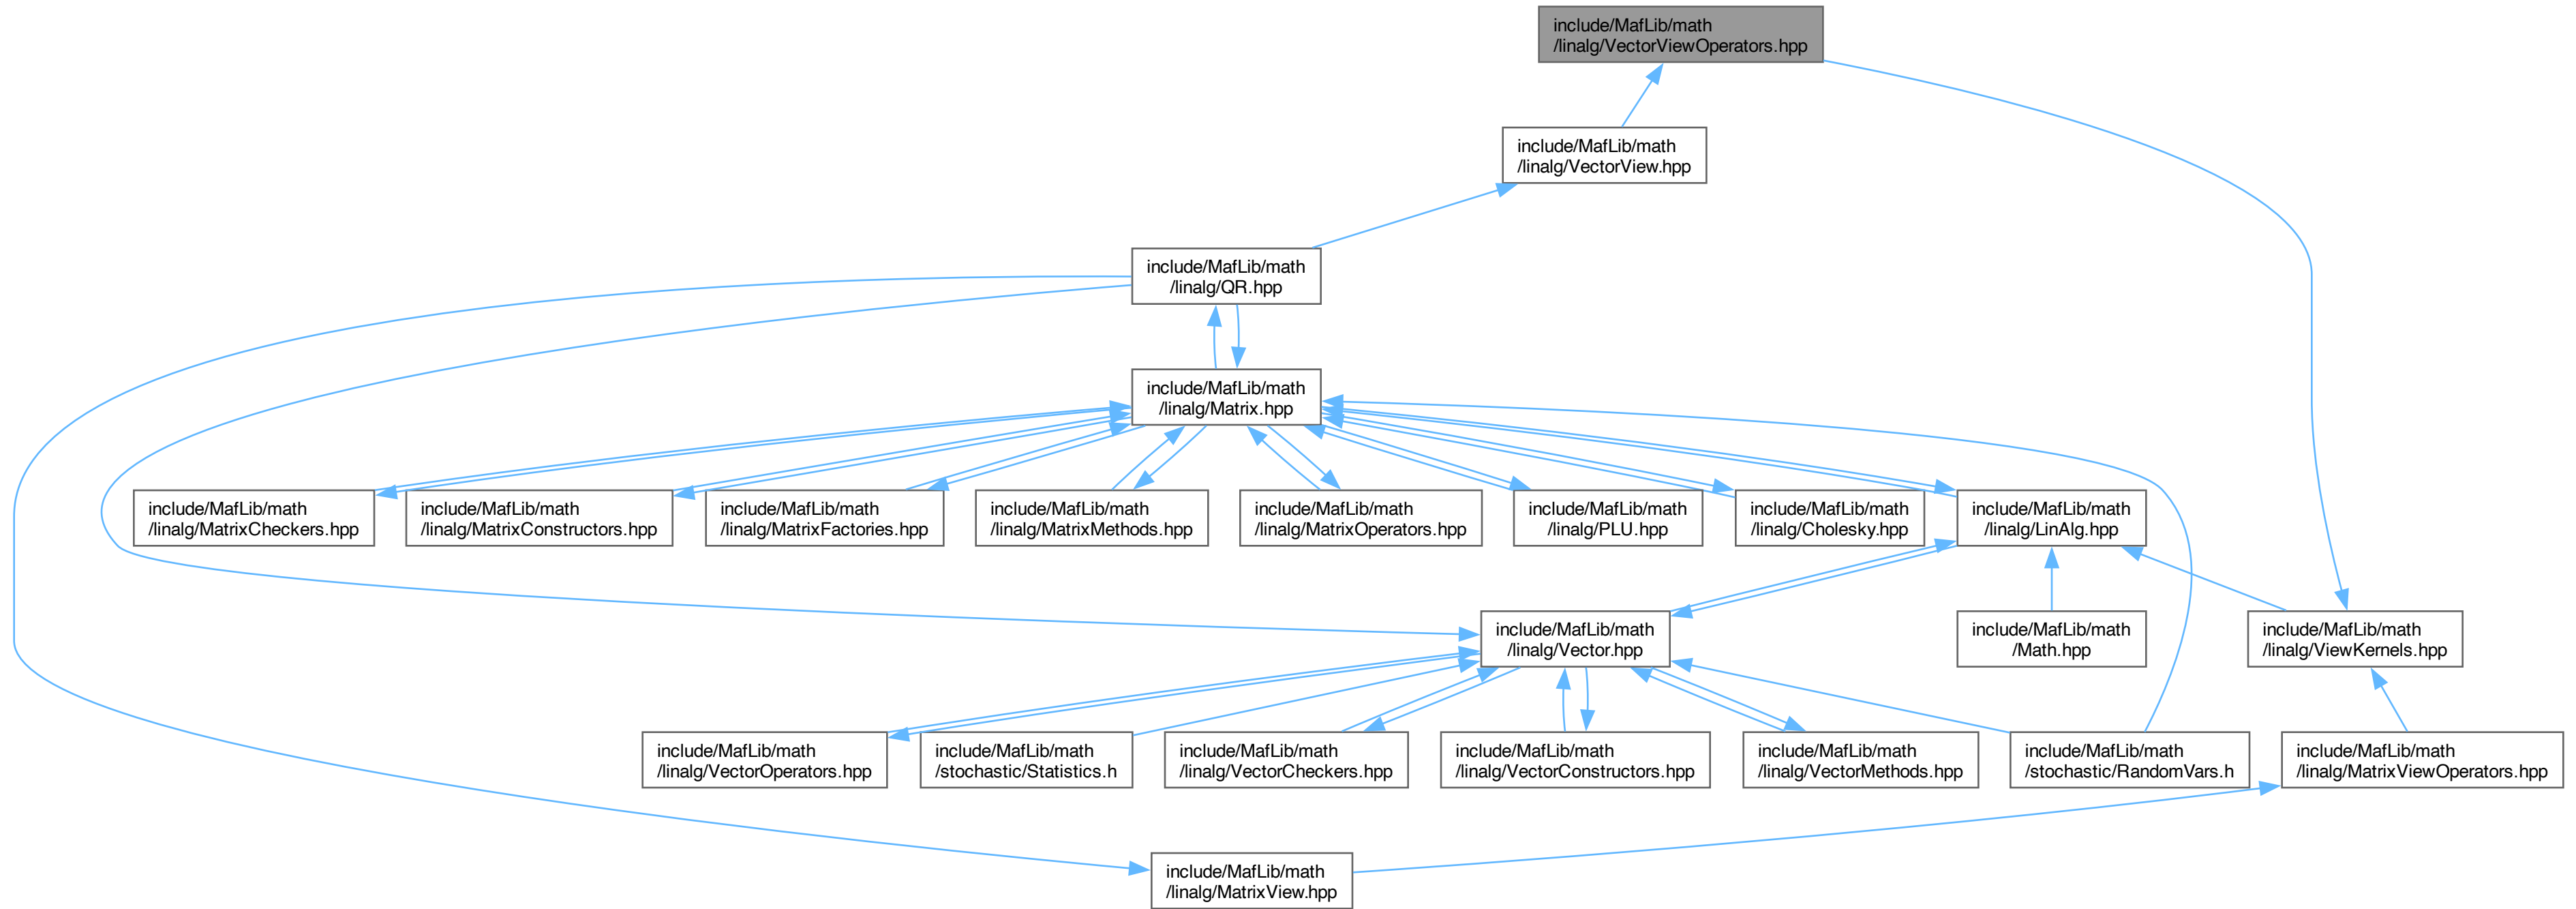 include/MafLib/math
/linalg/VectorViewOperators.hpp
include/MafLib/math
/linalg/VectorView.hpp
include/MafLib/math
/linalg/QR.hpp
include/MafLib/math
/linalg/Matrix.hpp
include/MafLib/math
/linalg/MatrixCheckers.hpp
include/MafLib/math
/linalg/MatrixConstructors.hpp
include/MafLib/math
/linalg/MatrixFactories.hpp
include/MafLib/math
/linalg/MatrixMethods.hpp
include/MafLib/math
/linalg/MatrixOperators.hpp
include/MafLib/math
/linalg/PLU.hpp
include/MafLib/math
/linalg/Cholesky.hpp
include/MafLib/math
/linalg/LinAlg.hpp
include/MafLib/math
/linalg/Vector.hpp
include/MafLib/math
/Math.hpp
include/MafLib/math
/linalg/ViewKernels.hpp
include/MafLib/math
/linalg/VectorOperators.hpp
include/MafLib/math
/stochastic/Statistics.h
include/MafLib/math
/linalg/VectorCheckers.hpp
include/MafLib/math
/linalg/VectorConstructors.hpp
include/MafLib/math
/linalg/VectorMethods.hpp
include/MafLib/math
/stochastic/RandomVars.h
include/MafLib/math
/linalg/MatrixViewOperators.hpp
include/MafLib/math
/linalg/MatrixView.hpp